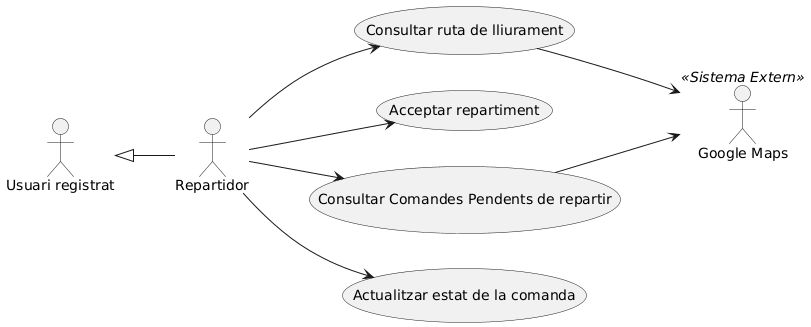 Consultar ruta de lliurament
«Sistema Extern»
Acceptar repartiment
Google Maps
Usuari registrat
Repartidor
Consultar Comandes Pendents de repartir
Actualitzar estat de la comanda